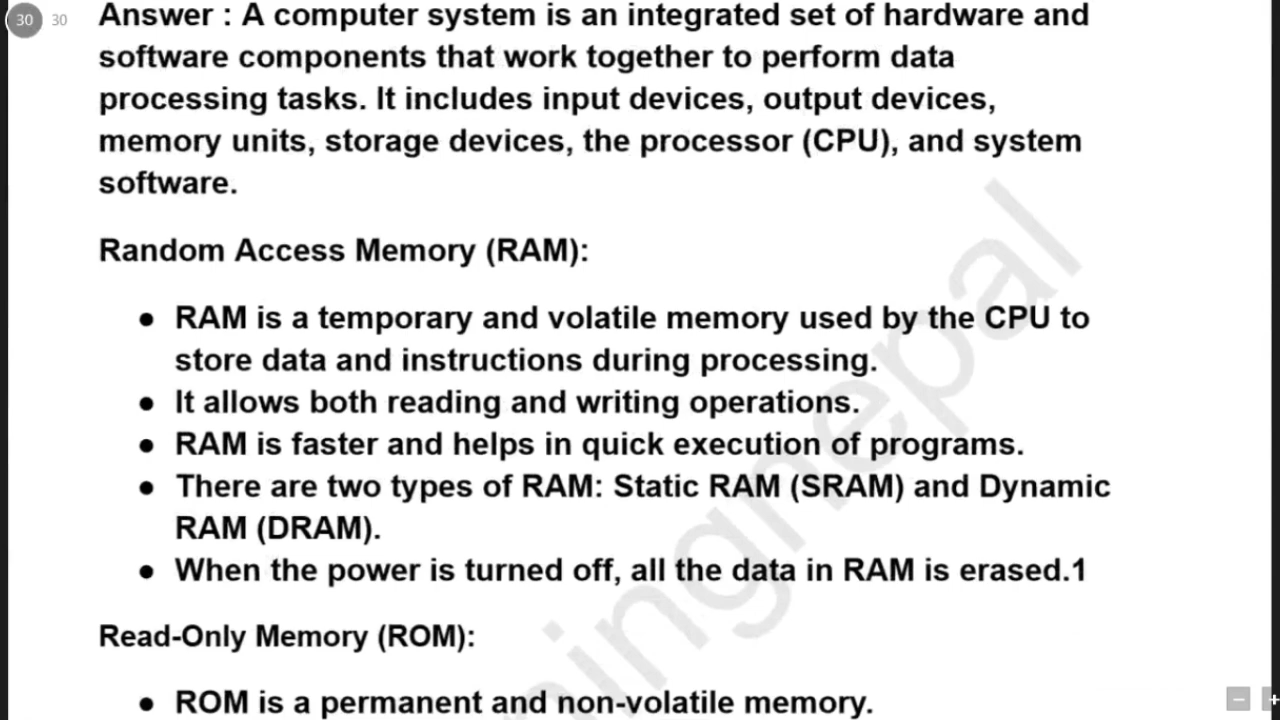 30 30
Answer : A computer system is an integrated set of hardware and
software components that work together to perform data
processing tasks. It includes input devices, output devices,
memory units, storage devices, the processor (CPU), and system
software.
Random Access Memory (RAM):
● RAM is a temporary and volatile memory used by the CPU to
store data and instructions during processing.
● It allows both reading and writing operations.
● RAM is faster and helps in quick execution of programs.
● There are two types of RAM: Static RAM (SRAM) and Dynamic
RAM (DRAM).
● When the power is turned off, all the data in RAM is erased.1
Read-Only Memory (ROM):
● ROM is a permanent and non-volatile memory.